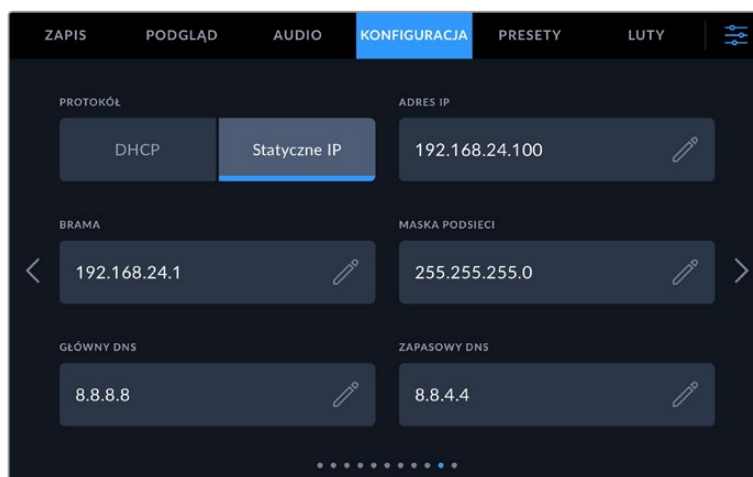 ZAPIS PODGLĄD AUDIO KONFIGURACJA PRESETY LUTY
PROTOKÓŁ ADRES IP
DHCP Statyczne IP 192.168.24.100
BRAMA MASKA PODSIECI
192.168.24.1 255.255.255.0
GŁÓWNY DNS ZAPASOWY DNS
8.8.8.8 8.8.4.4